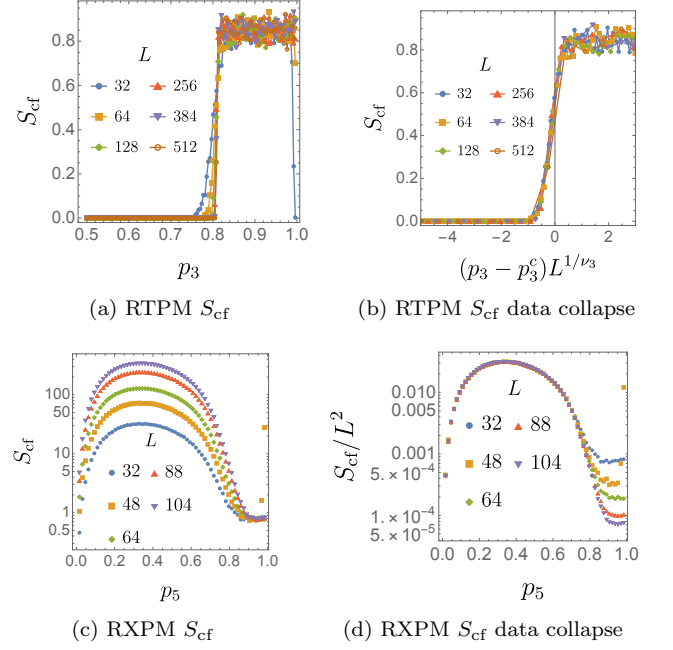 S_cf
0.8
0.6
0.4
0.2
0.0
L
32 256
64 384
128 512
0.5 0.6 0.7 0.8 0.9 1.0
p_3
(a) RTPM S_cf
S_cf
0.8
0.6
0.4
0.2
0.0
L
32 256
64 384
128 512
-4 -2 0 2
(p_3 − p_3^c)L^{1/ν_3}
(b) RTPM S_cf data collapse
S_cf
100
50
10
5
1
0.5
L
32 88
48 104
64
0.0 0.2 0.4 0.6 0.8 1.0
p_5
(c) RXPM S_cf
S_cf/L^2
0.010
0.005
5.×10^-4
1.×10^-4
5.×10^-5
L
32 88
48 104
64
0.0 0.2 0.4 0.6 0.8 1.0
p_5
(d) RXPM S_cf data collapse